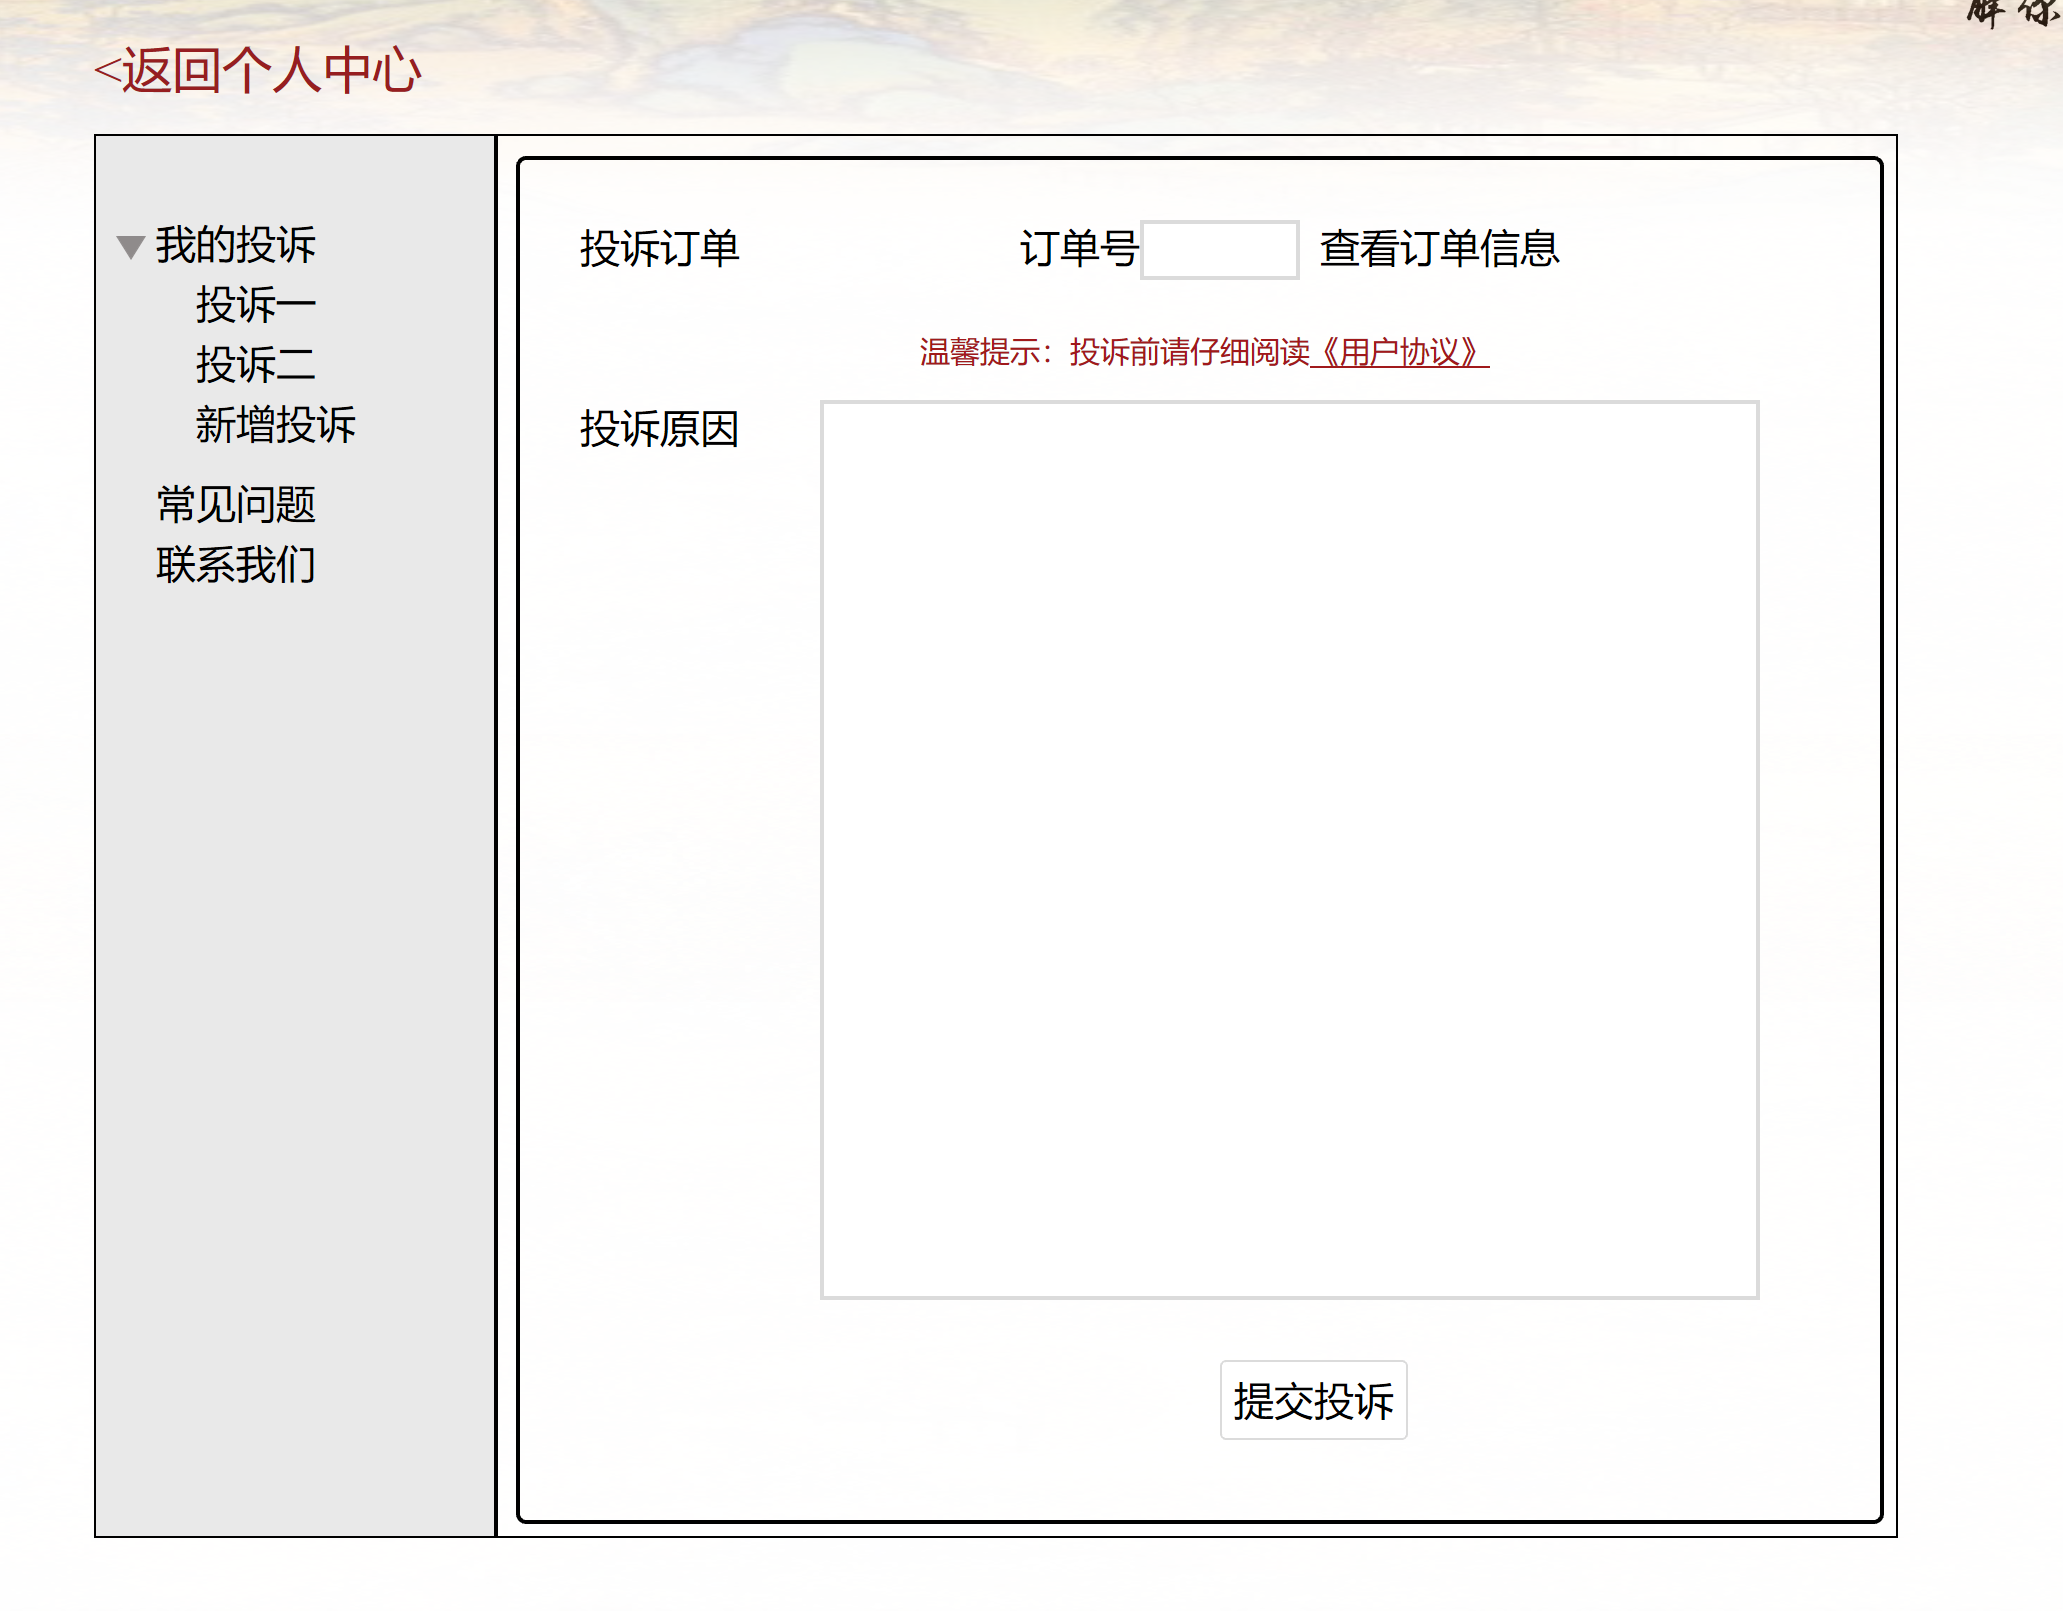 <返回个人中心
我的投诉
投诉一
投诉二
新增投诉
常见问题
联系我们
投诉订单 订单号 查看订单信息
温馨提示：投诉前请仔细阅读《用户协议》
投诉原因
提交投诉